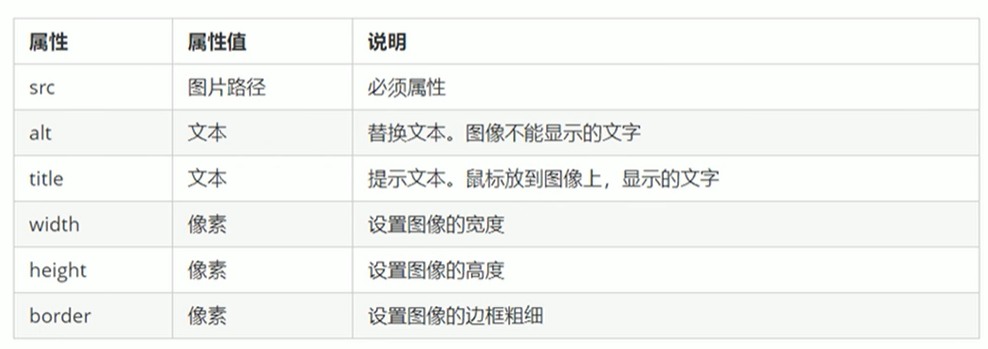 属性 属性值 说明
src 图片路径 必须属性
alt 文本 替换文本。图像不能显示的文字
title 文本 提示文本。鼠标放到图像上，显示的文字
width 像素 设置图像的宽度
height 像素 设置图像的高度
border 像素 设置图像的边框粗细